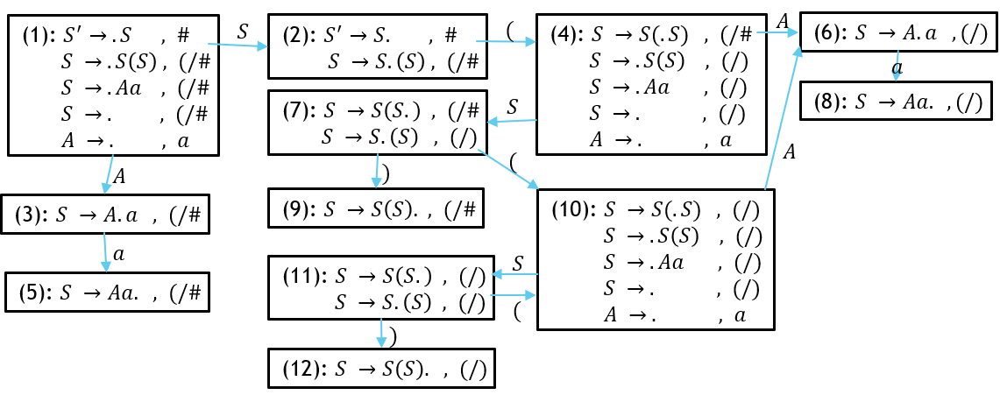 (1): S′ → .S , #
S → .S(S) , (/#
S → .Aa , (/#
S → . , (/#
A → . , a
S
(2): S′ → S. , #
S → S.(S) , (/#
(
(4): S → S(.S) , (/#
S → .S(S) , (/)
S → .Aa , (/)
S → . , (/)
A → . , a
A
(6): S → A.a , (/)
a
(8): S → Aa. , (/)
(7): S → S(S.) , (/#
S → S.(S) , (/)
S
A
(3): S → A.a , (/#
a
(5): S → Aa. , (/#
)
(9): S → S(S). , (/#
(
A
(10): S → S(.S) , (/)
S → .S(S) , (/)
S → .Aa , (/)
S → . , (/)
A → . , a
(11): S → S(S.) , (/)
S → S.(S) , (/)
S
(
)
(12): S → S(S). , (/)